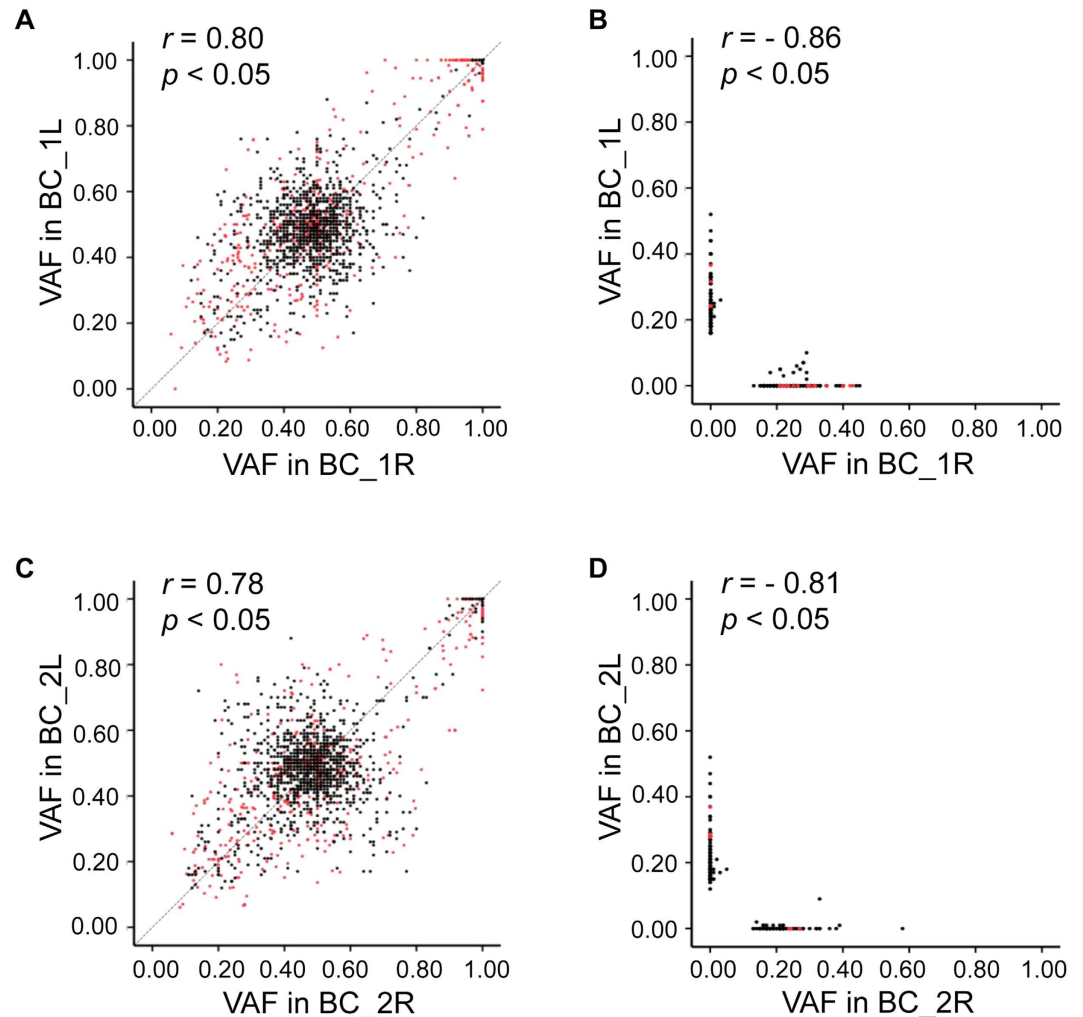 A
r = 0.80
p < 0.05
1.00
0.80
0.60
0.40
0.20
0.00
VAF in BC_1L
0.00 0.20 0.40 0.60 0.80 1.00
VAF in BC_1R
B
r = - 0.86
p < 0.05
1.00
0.80
0.60
0.40
0.20
0.00
VAF in BC_1L
0.00 0.20 0.40 0.60 0.80 1.00
VAF in BC_1R
C
r = 0.78
p < 0.05
1.00
0.80
0.60
0.40
0.20
0.00
VAF in BC_2L
0.00 0.20 0.40 0.60 0.80 1.00
VAF in BC_2R
D
r = - 0.81
p < 0.05
1.00
0.80
0.60
0.40
0.20
0.00
VAF in BC_2L
0.00 0.20 0.40 0.60 0.80 1.00
VAF in BC_2R